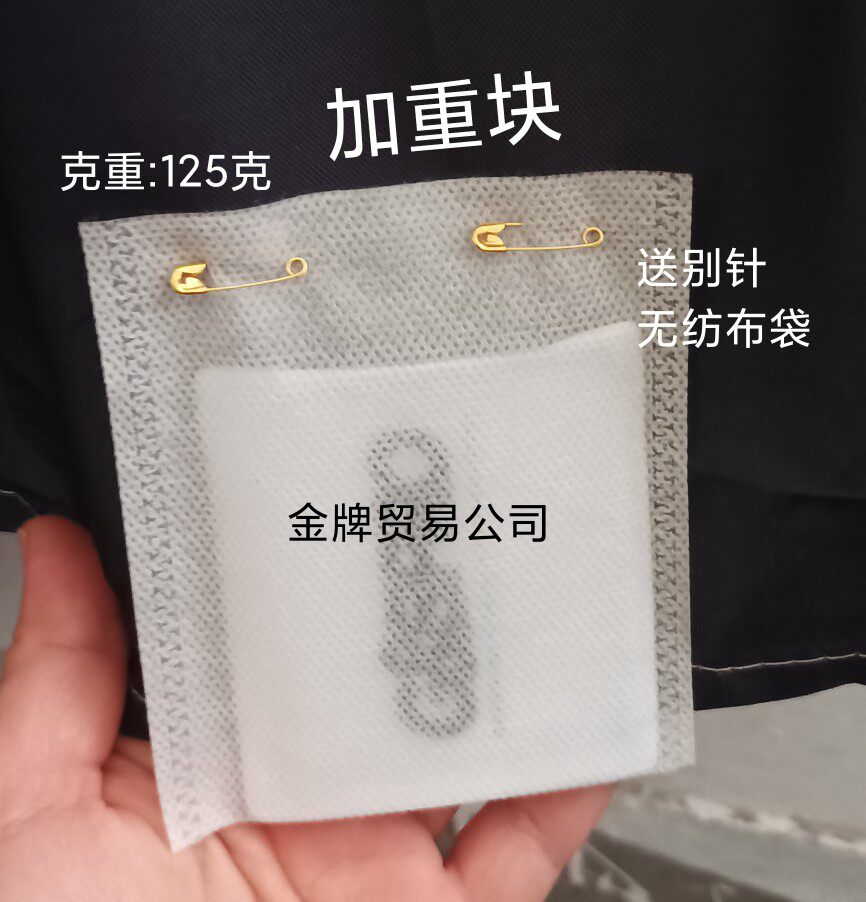 加重块
克重:125克
送别针
无纺布袋
金牌贸易公司